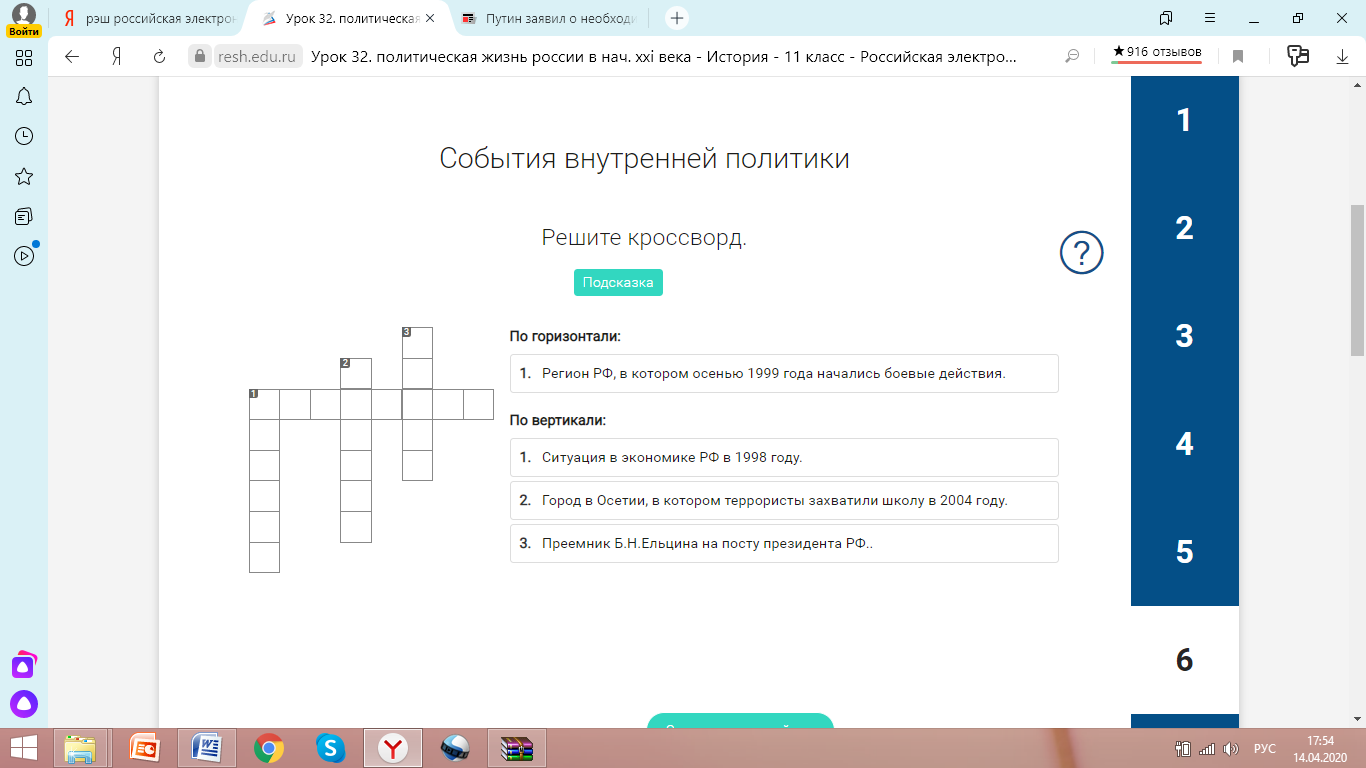 рэш российская электрон
Урок 32. политическая
Путин заявил о необходи
Войти
resh.edu.ru
Урок 32. политическая жизнь россии в нач. xxi века - История - 11 класс - Российская электро...
★916 отзывов
События внутренней политики
Решите кроссворд.
Подсказка
?
1
2
3
4
5
6
3
2
1
По горизонтали:
1. Регион РФ, в котором осенью 1999 года начались боевые действия.
По вертикали:
1. Ситуация в экономике РФ в 1998 году.
2. Город в Осетии, в котором террористы захватили школу в 2004 году.
3. Преемник Б.Н.Ельцина на посту президента РФ..
РУС
17:54
14.04.2020